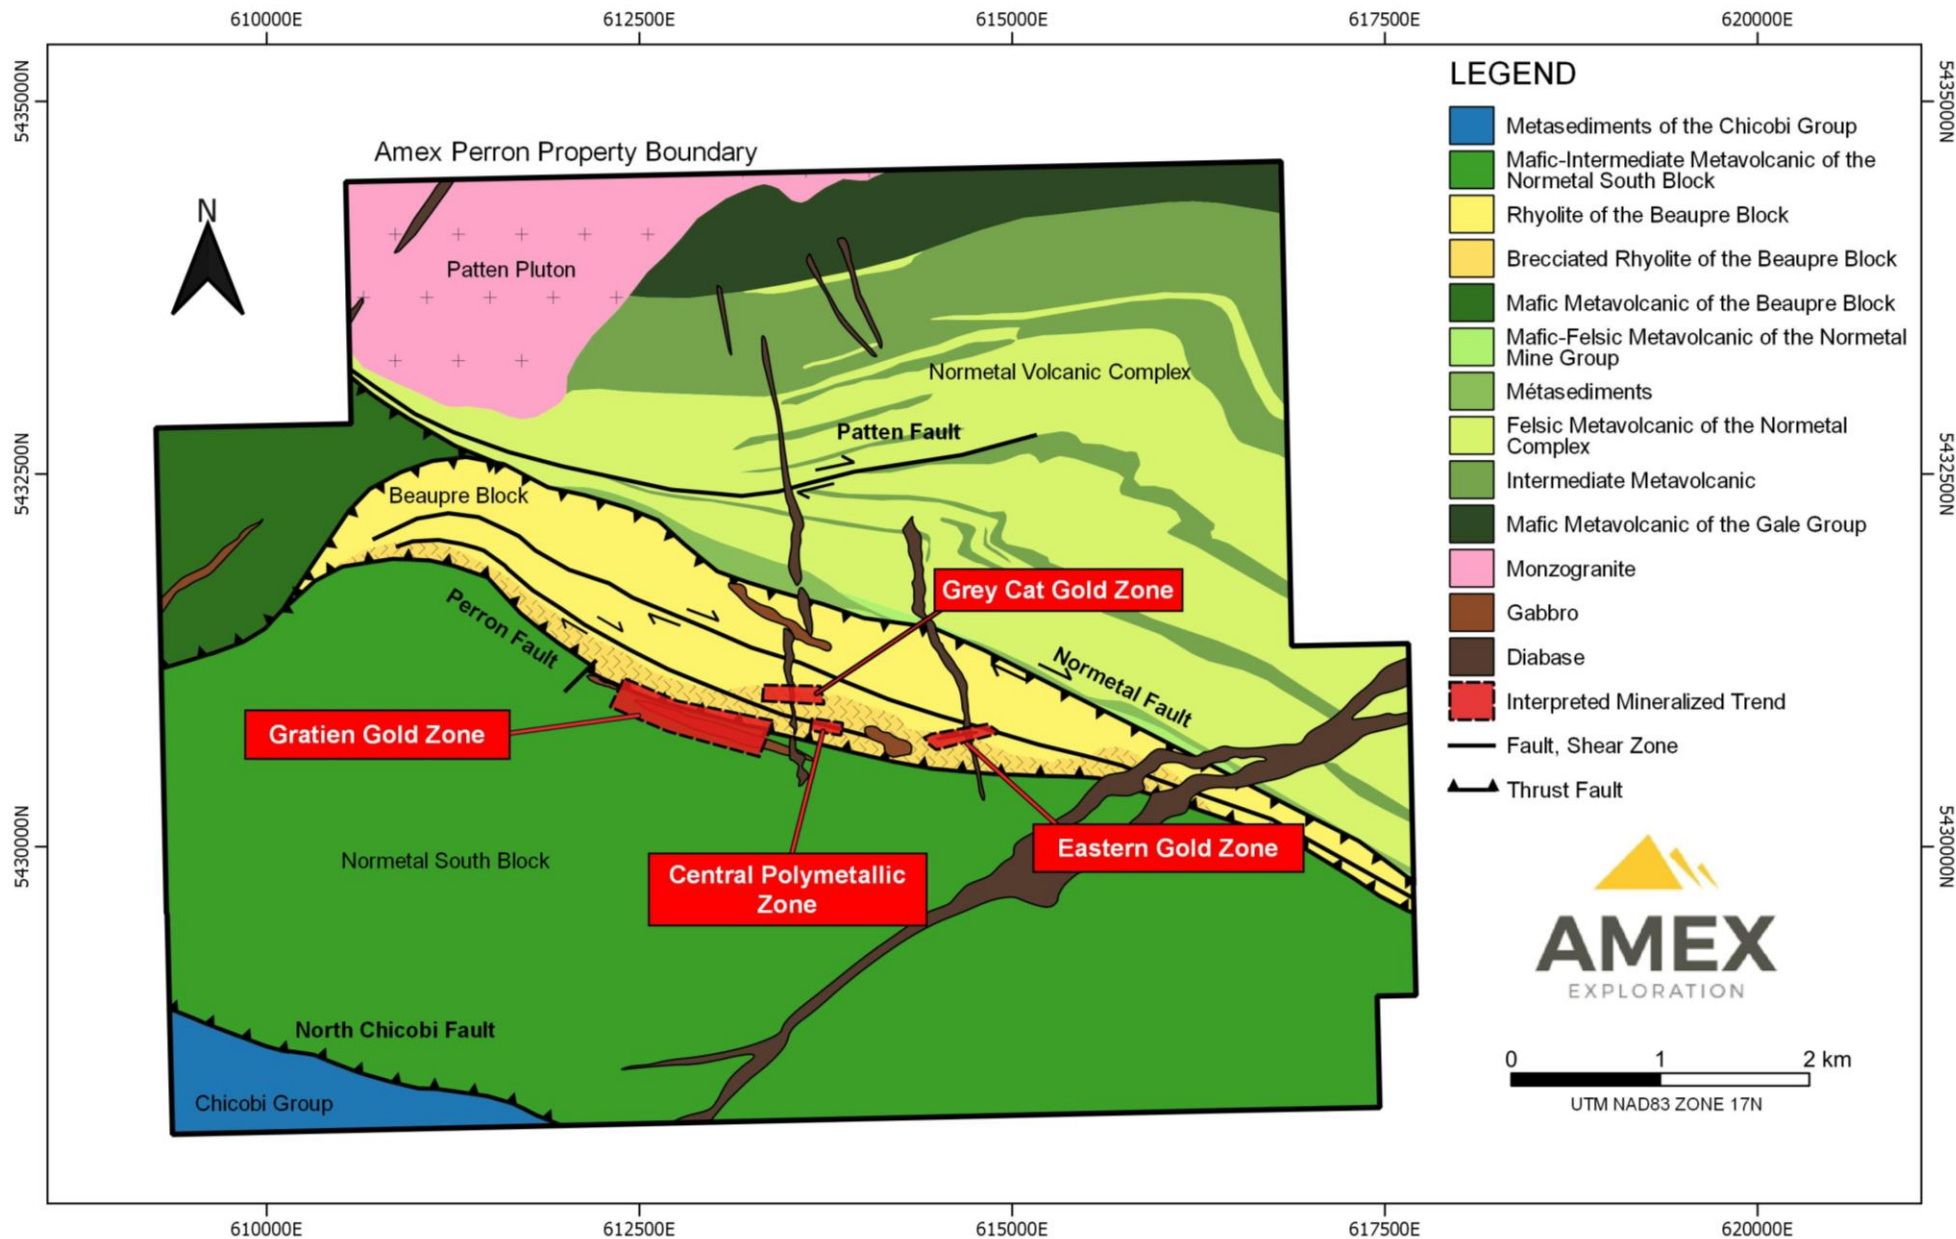 610000E
612500E
615000E
617500E
620000E
5435000N
5435000N
LEGEND
Metasediments of the Chicobi Group
Mafic-Intermediate Metavolcanic of the
Normetal South Block
Rhyolite of the Beaupre Block
Brecciated Rhyolite of the Beaupre Block
Mafic Metavolcanic of the Beaupre Block
Mafic-Felsic Metavolcanic of the Normetal
Mine Group
Métasediments
Felsic Metavolcanic of the Normetal
Complex
Intermediate Metavolcanic
Mafic Metavolcanic of the Gale Group
Monzogranite
Gabbro
Diabase
Interpreted Mineralized Trend
Fault, Shear Zone
Thrust Fault
Amex Perron Property Boundary
N
Patten Pluton
Normetal Volcanic Complex
Patten Fault
5432500N
5432500N
Beaupre Block
Grey Cat Gold Zone
Perron Fault
Normetal Fault
Gratien Gold Zone
Eastern Gold Zone
Normetal South Block
Central Polymetallic
Zone
5430000N
5430000N
North Chicobi Fault
Chicobi Group
AMEX
EXPLORATION
0 1 2 km
UTM NAD83 ZONE 17N
610000E
612500E
615000E
617500E
620000E